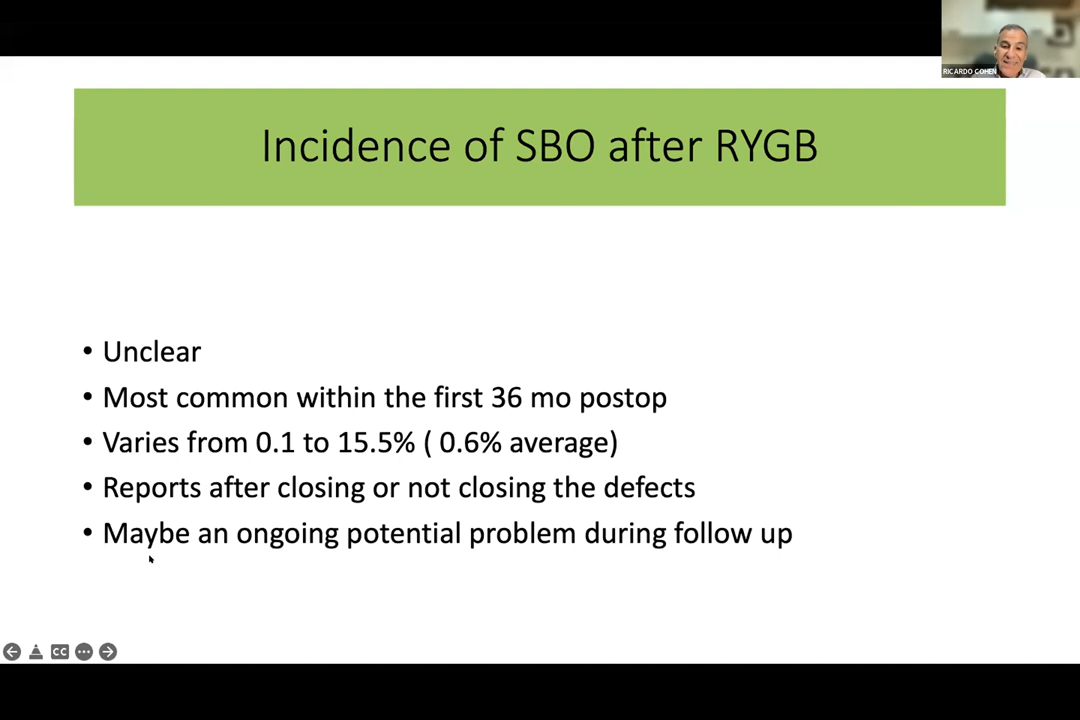 RICARDO COHEN
Incidence of SBO after RYGB
• Unclear
• Most common within the first 36 mo postop
• Varies from 0.1 to 15.5% ( 0.6% average)
• Reports after closing or not closing the defects
• Maybe an ongoing potential problem during follow up
CC